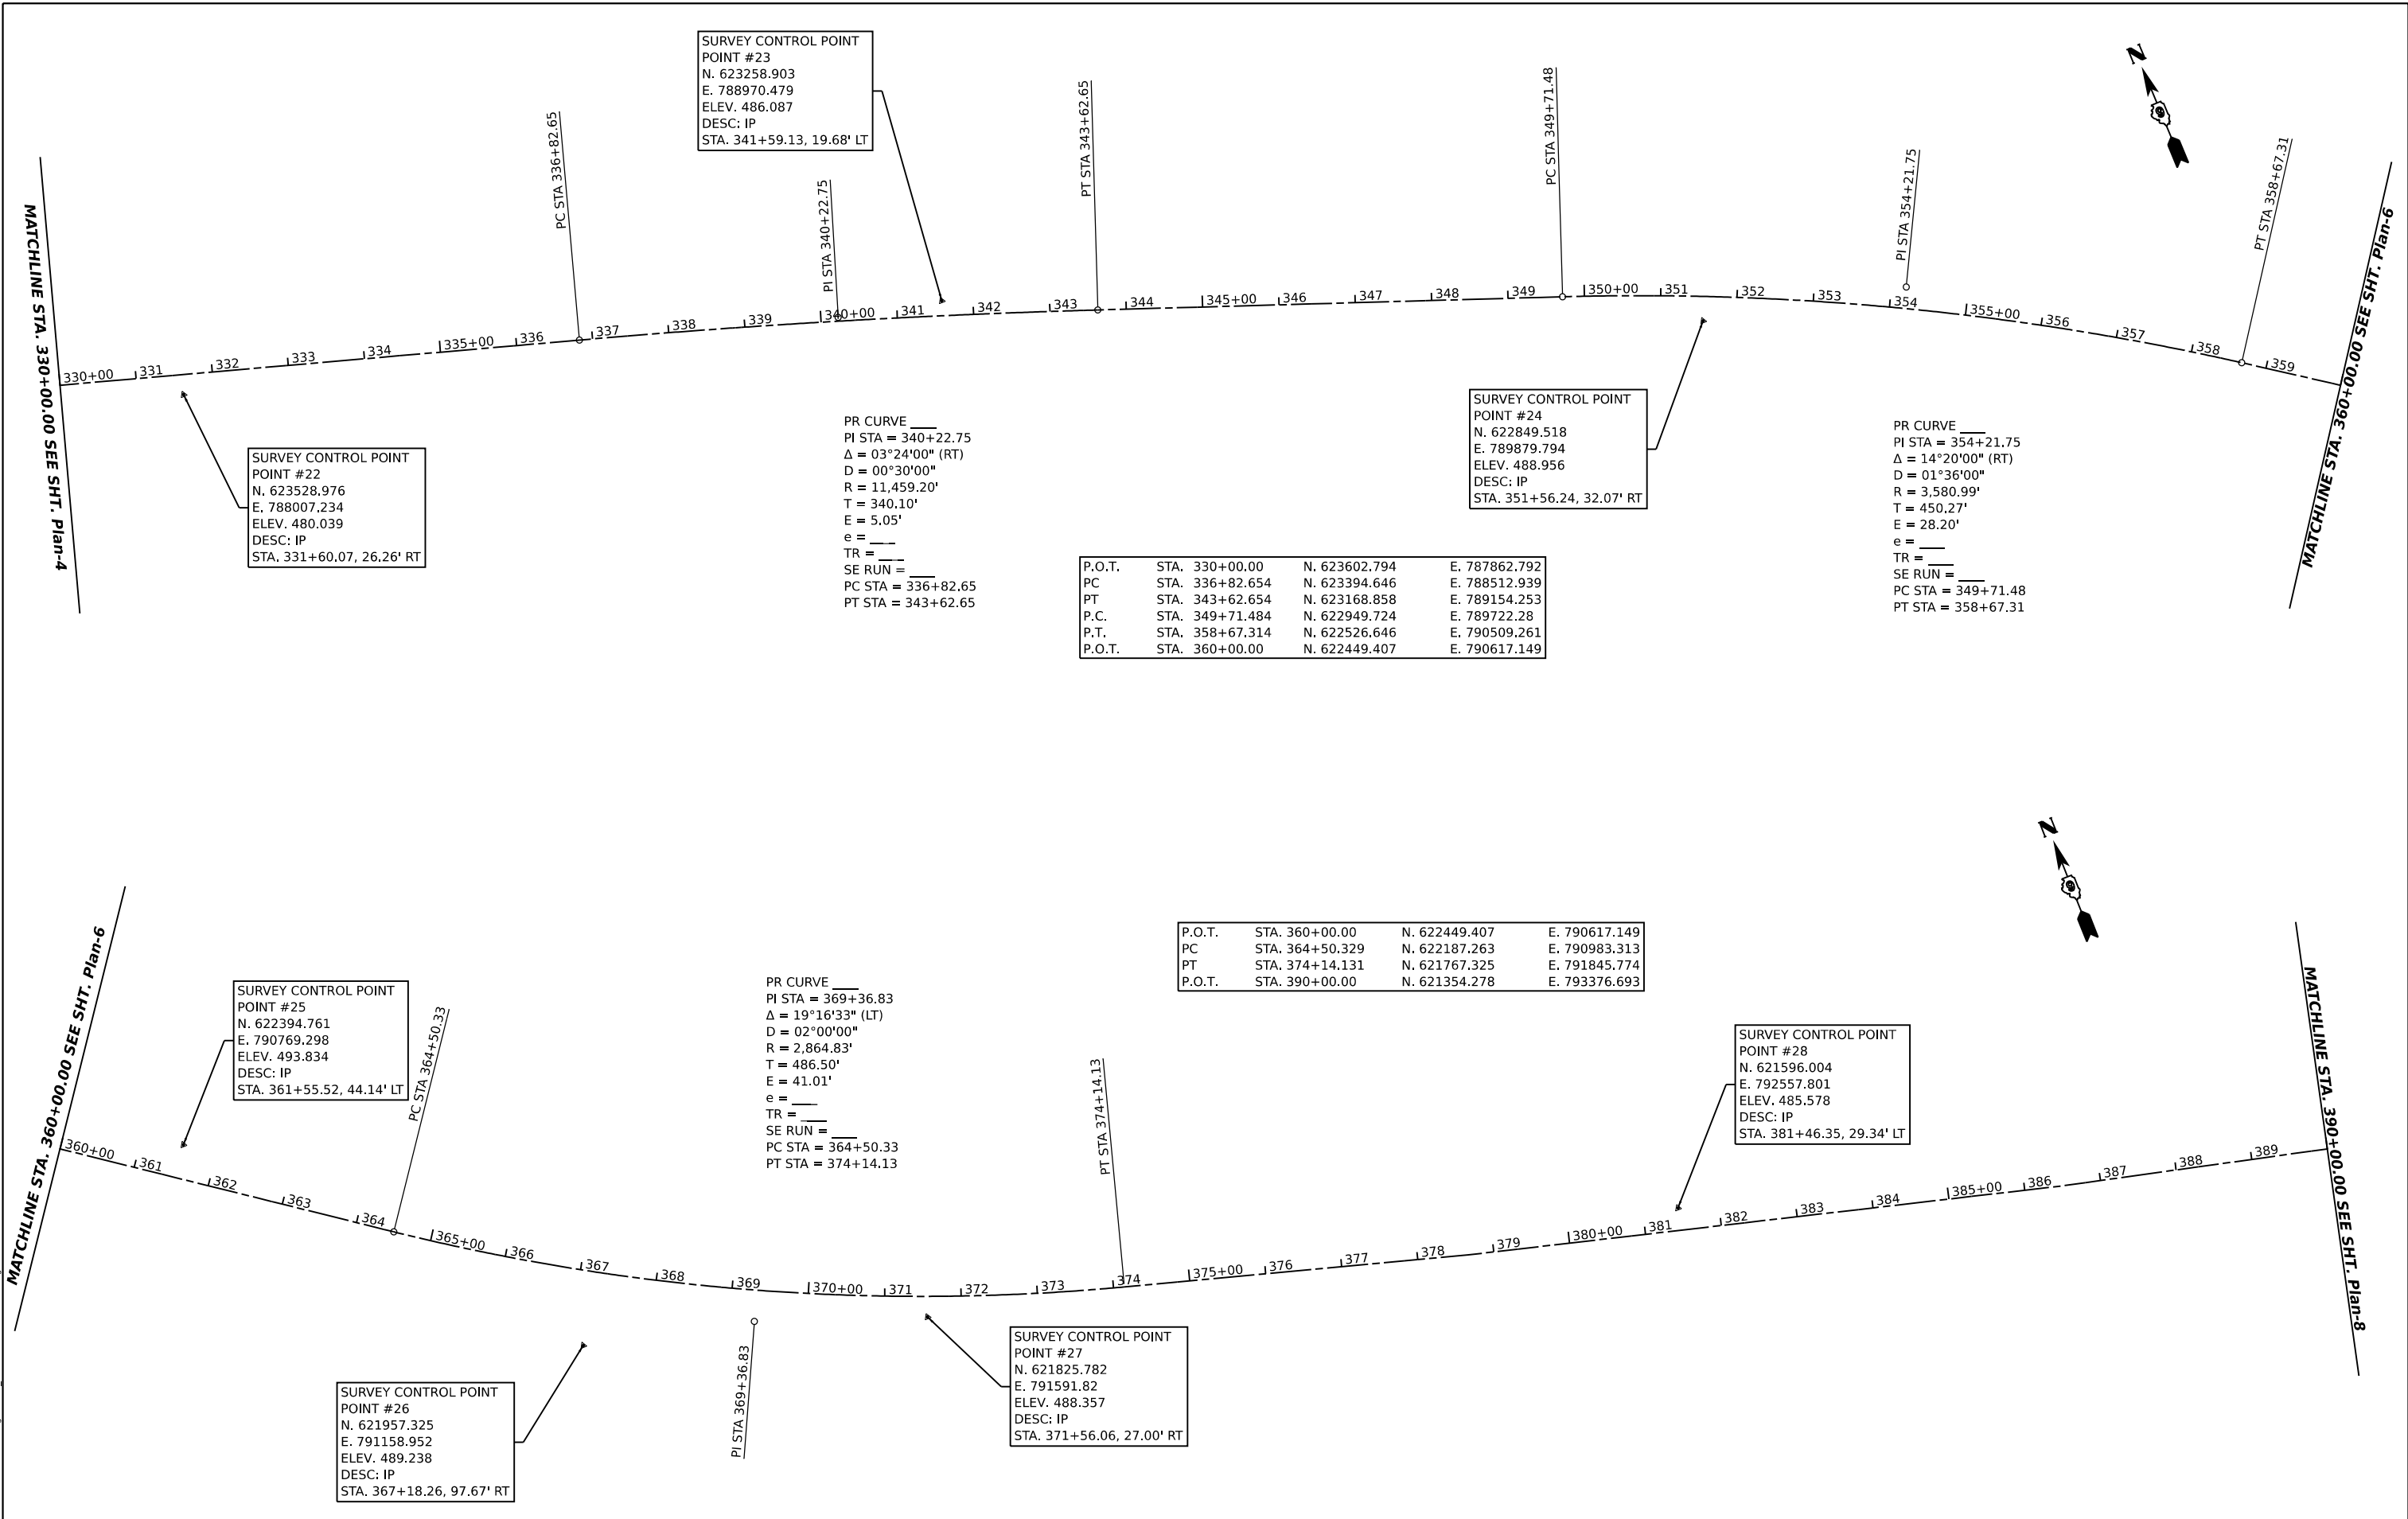 SURVEY CONTROL POINT
POINT #23
N. 623258.903
E. 788970.479
ELEV. 486.087
DESC: IP
STA. 341+59.13, 19.68' LT
N
PC STA 336+82.65
PI STA 340+22.75
PT STA 343+62.65
PC STA 349+71.48
PI STA 354+21.75
PT STA 358+67.31
MATCHLINE STA. 330+00.00 SEE SHT. Plan-4
MATCHLINE STA. 360+00.00 SEE SHT. Plan-6
330+00 331 332 333 334 335+00 336 337 338 339 340+00 341 342 343 344 345+00 346 347 348 349 350+00 351 352 353 354 355+00 356 357 358 359
SURVEY CONTROL POINT
POINT #22
N. 623528.976
E. 788007.234
ELEV. 480.039
DESC: IP
STA. 331+60.07, 26.26' RT
PR CURVE ____
PI STA = 340+22.75
Δ = 03°24'00" (RT)
D = 00°30'00"
R = 11,459.20'
T = 340.10'
E = 5.05'
e = ____
TR = ____
SE RUN = ____
PC STA = 336+82.65
PT STA = 343+62.65
SURVEY CONTROL POINT
POINT #24
N. 622849.518
E. 789879.794
ELEV. 488.956
DESC: IP
STA. 351+56.24, 32.07' RT
PR CURVE ____
PI STA = 354+21.75
Δ = 14°20'00" (RT)
D = 01°36'00"
R = 3,580.99'
T = 450.27'
E = 28.20'
e = ____
TR = ____
SE RUN = ____
PC STA = 349+71.48
PT STA = 358+67.31
P.O.T. STA. 330+00.00 N. 623602.794 E. 787862.792
PC STA. 336+82.654 N. 623394.646 E. 788512.939
PT STA. 343+62.654 N. 623168.858 E. 789154.253
P.C. STA. 349+71.484 N. 622949.724 E. 789722.28
P.T. STA. 358+67.314 N. 622526.646 E. 790509.261
P.O.T. STA. 360+00.00 N. 622449.407 E. 790617.149
N
P.O.T. STA. 360+00.00 N. 622449.407 E. 790617.149
PC STA. 364+50.329 N. 622187.263 E. 790983.313
PT STA. 374+14.131 N. 621767.325 E. 791845.774
P.O.T. STA. 390+00.00 N. 621354.278 E. 793376.693
MATCHLINE STA. 360+00.00 SEE SHT. Plan-6
MATCHLINE STA. 390+00.00 SEE SHT. Plan-8
SURVEY CONTROL POINT
POINT #25
N. 622394.761
E. 790769.298
ELEV. 493.834
DESC: IP
STA. 361+55.52, 44.14' LT
PC STA 364+50.33
PR CURVE ____
PI STA = 369+36.83
Δ = 19°16'33" (LT)
D = 02°00'00"
R = 2,864.83'
T = 486.50'
E = 41.01'
e = ____
TR = ____
SE RUN = ____
PC STA = 364+50.33
PT STA = 374+14.13
PT STA 374+14.13
SURVEY CONTROL POINT
POINT #28
N. 621596.004
E. 792557.801
ELEV. 485.578
DESC: IP
STA. 381+46.35, 29.34' LT
360+00 361 362 363 364 365+00 366 367 368 369 370+00 371 372 373 374 375+00 376 377 378 379 380+00 381 382 383 384 385+00 386 387 388 389
PI STA 369+36.83
SURVEY CONTROL POINT
POINT #27
N. 621825.782
E. 791591.82
ELEV. 488.357
DESC: IP
STA. 371+56.06, 27.00' RT
SURVEY CONTROL POINT
POINT #26
N. 621957.325
E. 791158.952
ELEV. 489.238
DESC: IP
STA. 367+18.26, 97.67' RT